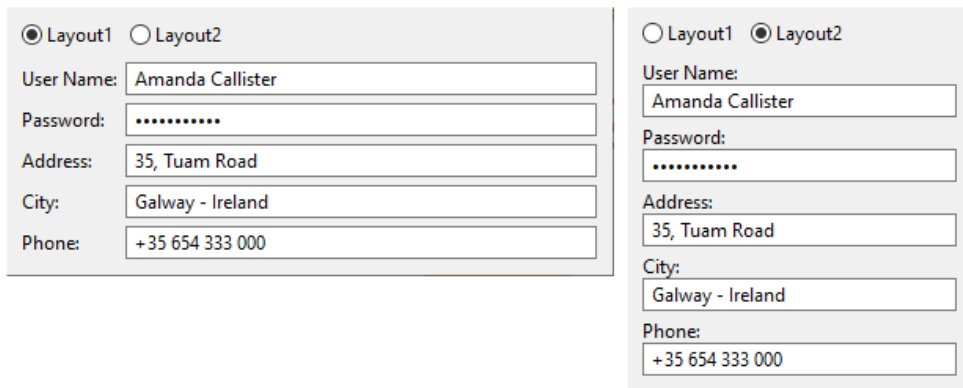 Layout1 Layout2
User Name: Amanda Callister
Password: •••••••••••
Address: 35, Tuam Road
City: Galway - Ireland
Phone: +35 654 333 000
Layout1 Layout2
User Name:
Amanda Callister
Password:
•••••••••••
Address:
35, Tuam Road
City:
Galway - Ireland
Phone:
+35 654 333 000